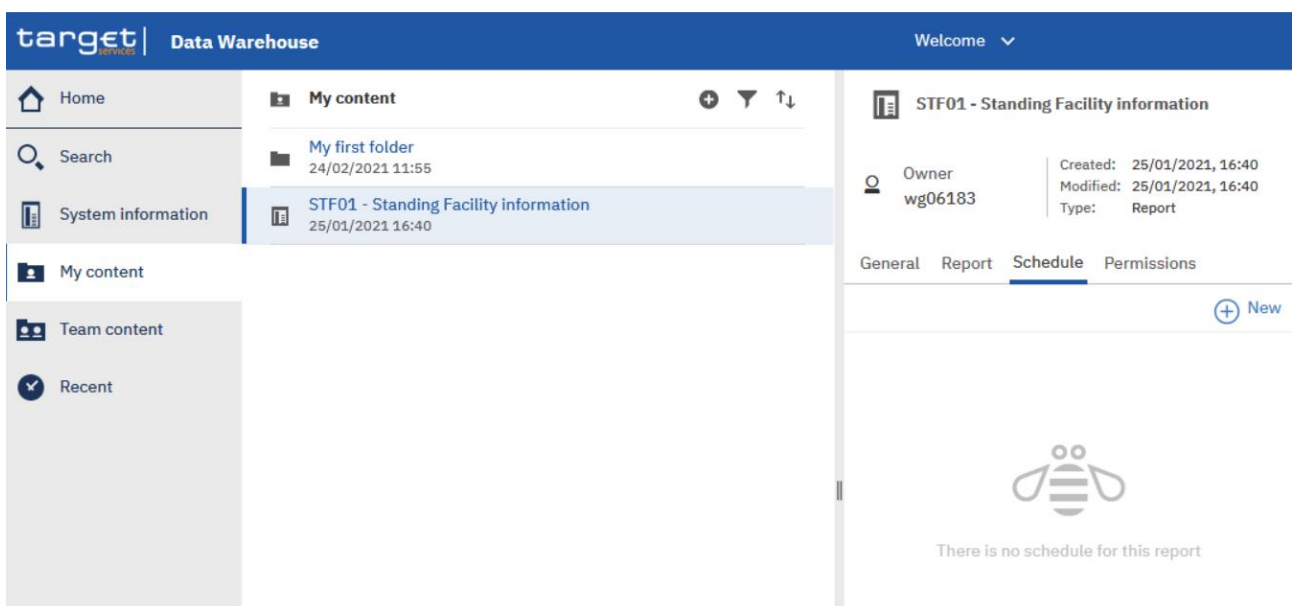 target services
Data Warehouse
Welcome
Home
Search
System information
My content
Team content
Recent
My content
My first folder
24/02/2021 11:55
STF01 - Standing Facility information
25/01/2021 16:40
STF01 - Standing Facility information
Owner
wg06183
Created: 25/01/2021, 16:40
Modified: 25/01/2021, 16:40
Type: Report
General Report Schedule Permissions
New
There is no schedule for this report